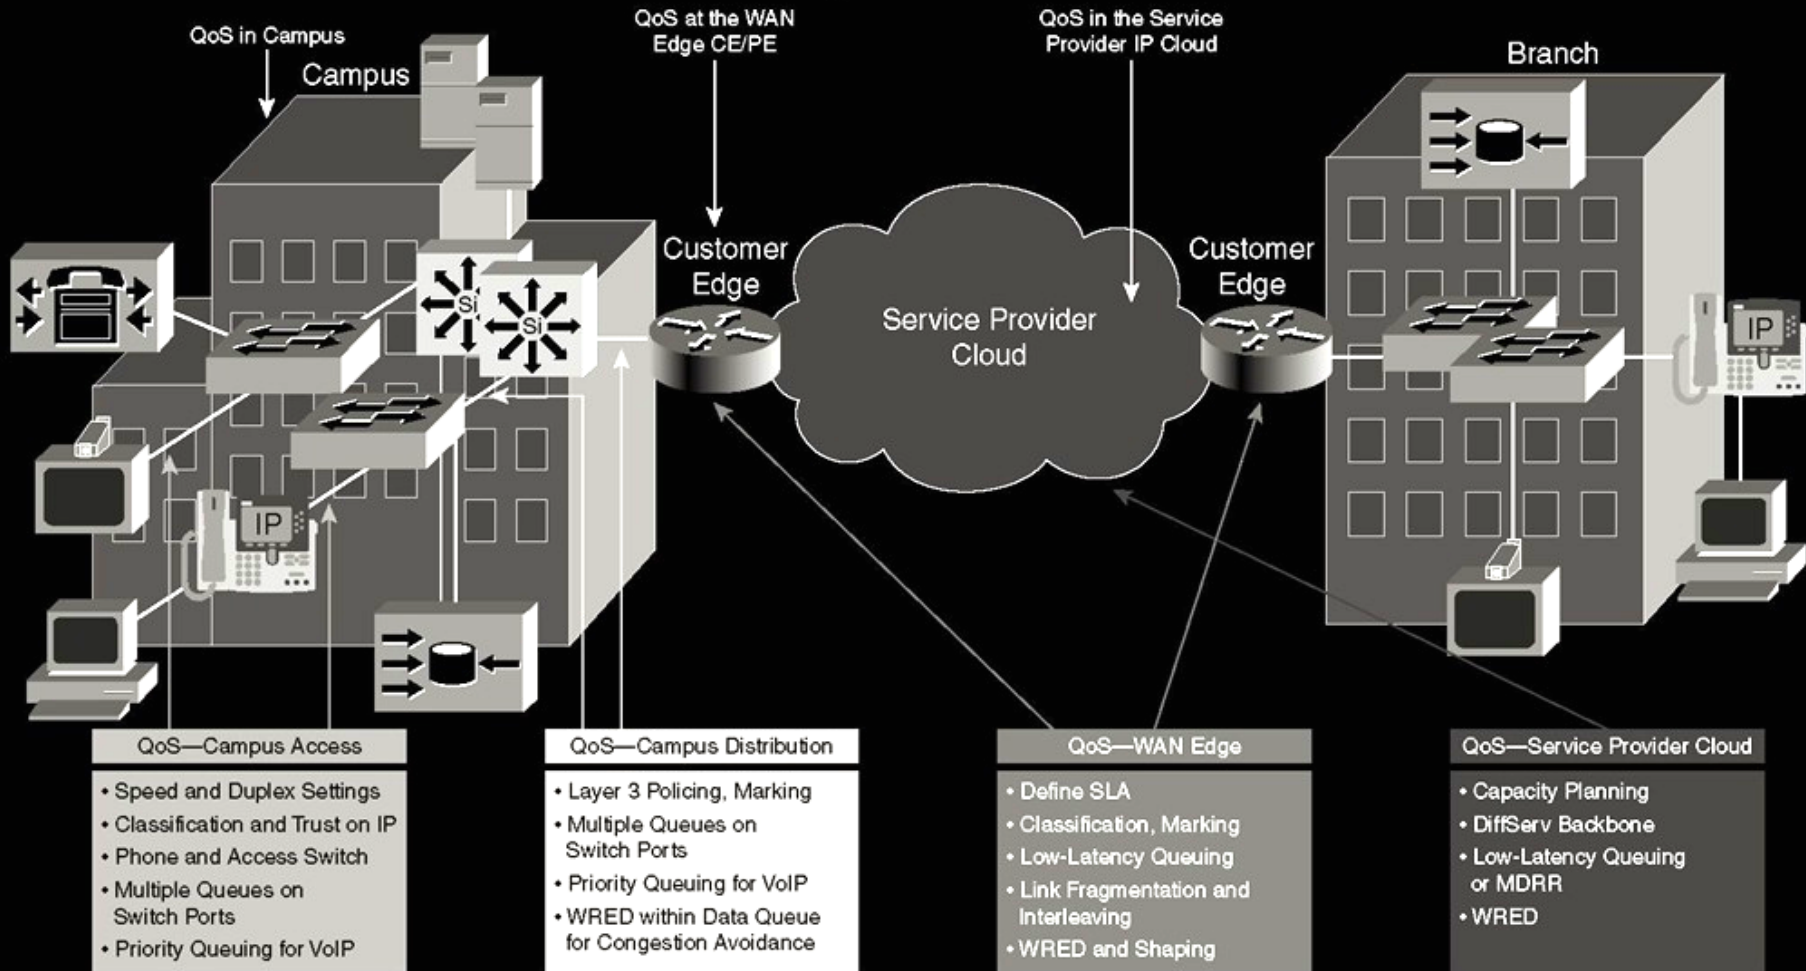 QoS in Campus
Campus
QoS at the WAN
Edge CE/PE
QoS in the Service
Provider IP Cloud
Branch
Customer
Edge
Service Provider
Cloud
Customer
Edge
Si
Si
IP
IP
QoS—Campus Access
• Speed and Duplex Settings
• Classification and Trust on IP
• Phone and Access Switch
• Multiple Queues on
Switch Ports
• Priority Queuing for VoIP
QoS—Campus Distribution
• Layer 3 Policing, Marking
• Multiple Queues on
Switch Ports
• Priority Queuing for VoIP
• WRED within Data Queue
for Congestion Avoidance
QoS—WAN Edge
• Define SLA
• Classification, Marking
• Low-Latency Queuing
• Link Fragmentation and
Interleaving
• WRED and Shaping
QoS—Service Provider Cloud
• Capacity Planning
• DiffServ Backbone
• Low-Latency Queuing
or MDRR
• WRED